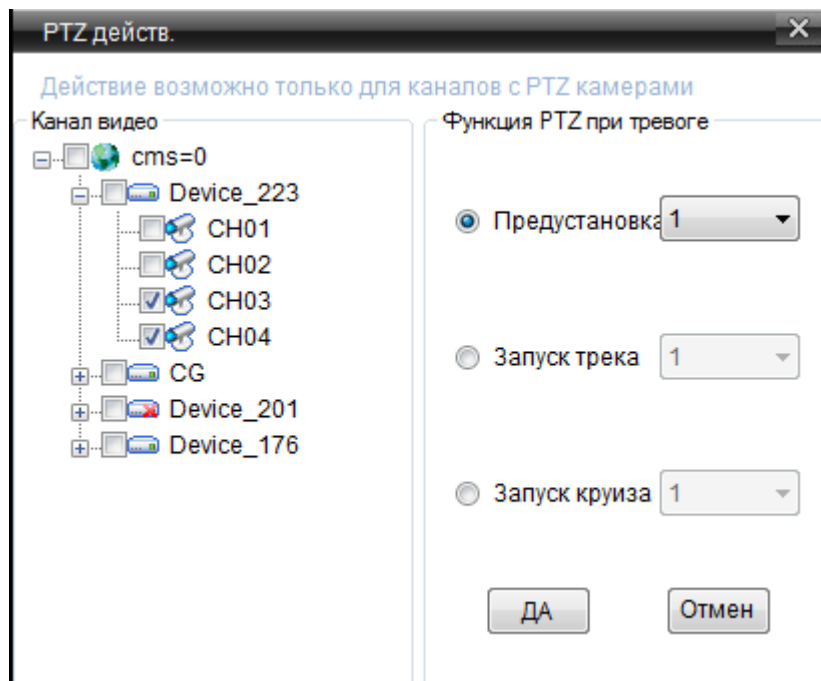 PTZ действ.
Действие возможно только для каналов с PTZ камерами
Канал видео
cms=0
Device_223
CH01
CH02
CH03
CH04
CG
Device_201
Device_176
Функция PTZ при тревоге
Предустановка 1
Запуск трека 1
Запуск круиза 1
ДА Отмен